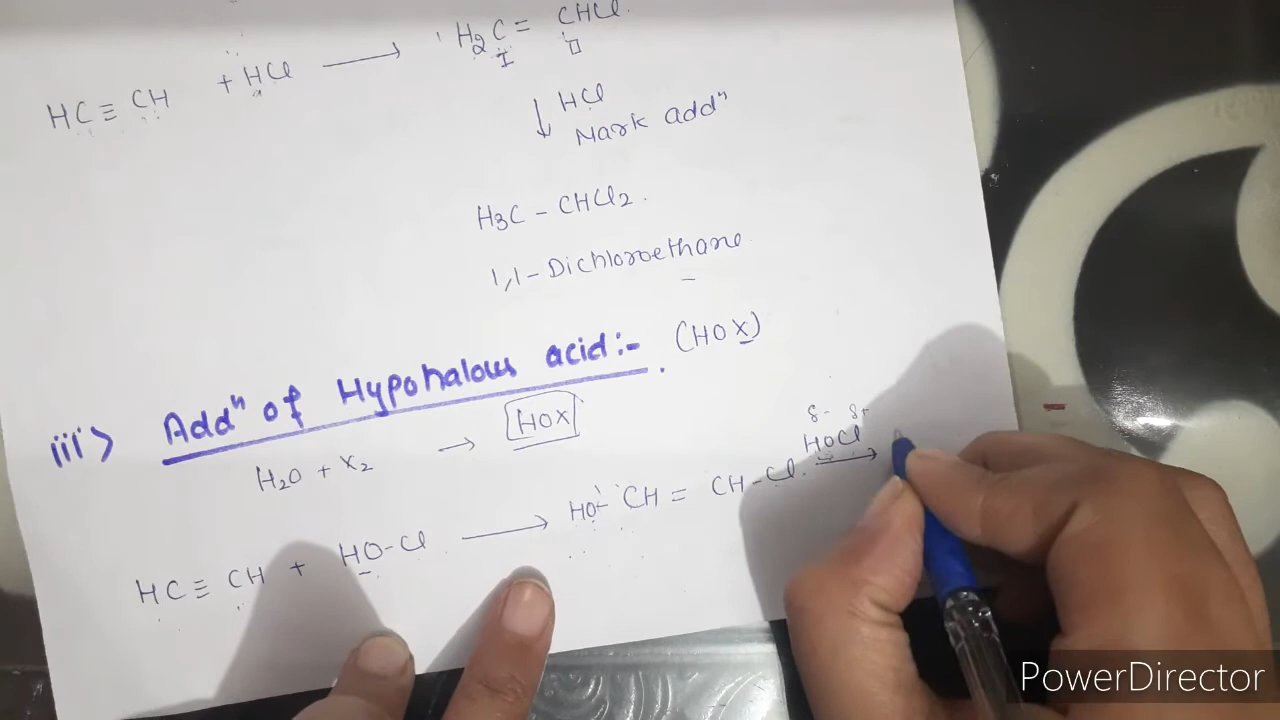 HC ≡ CH + HCl ⟶ H2C = CHCl
I II
↓ HCl
Mark addⁿ
H3C - CHCl2.
1,1-Dichloroethane
iii> Addⁿ of Hypohalous acid:- (HOX)
H2O + X2 ⟶ HOX
δ- δ+
HC ≡ CH + HO-Cl ⟶ HO-CH = CH-Cl. HOCl ⟶
PowerDirector